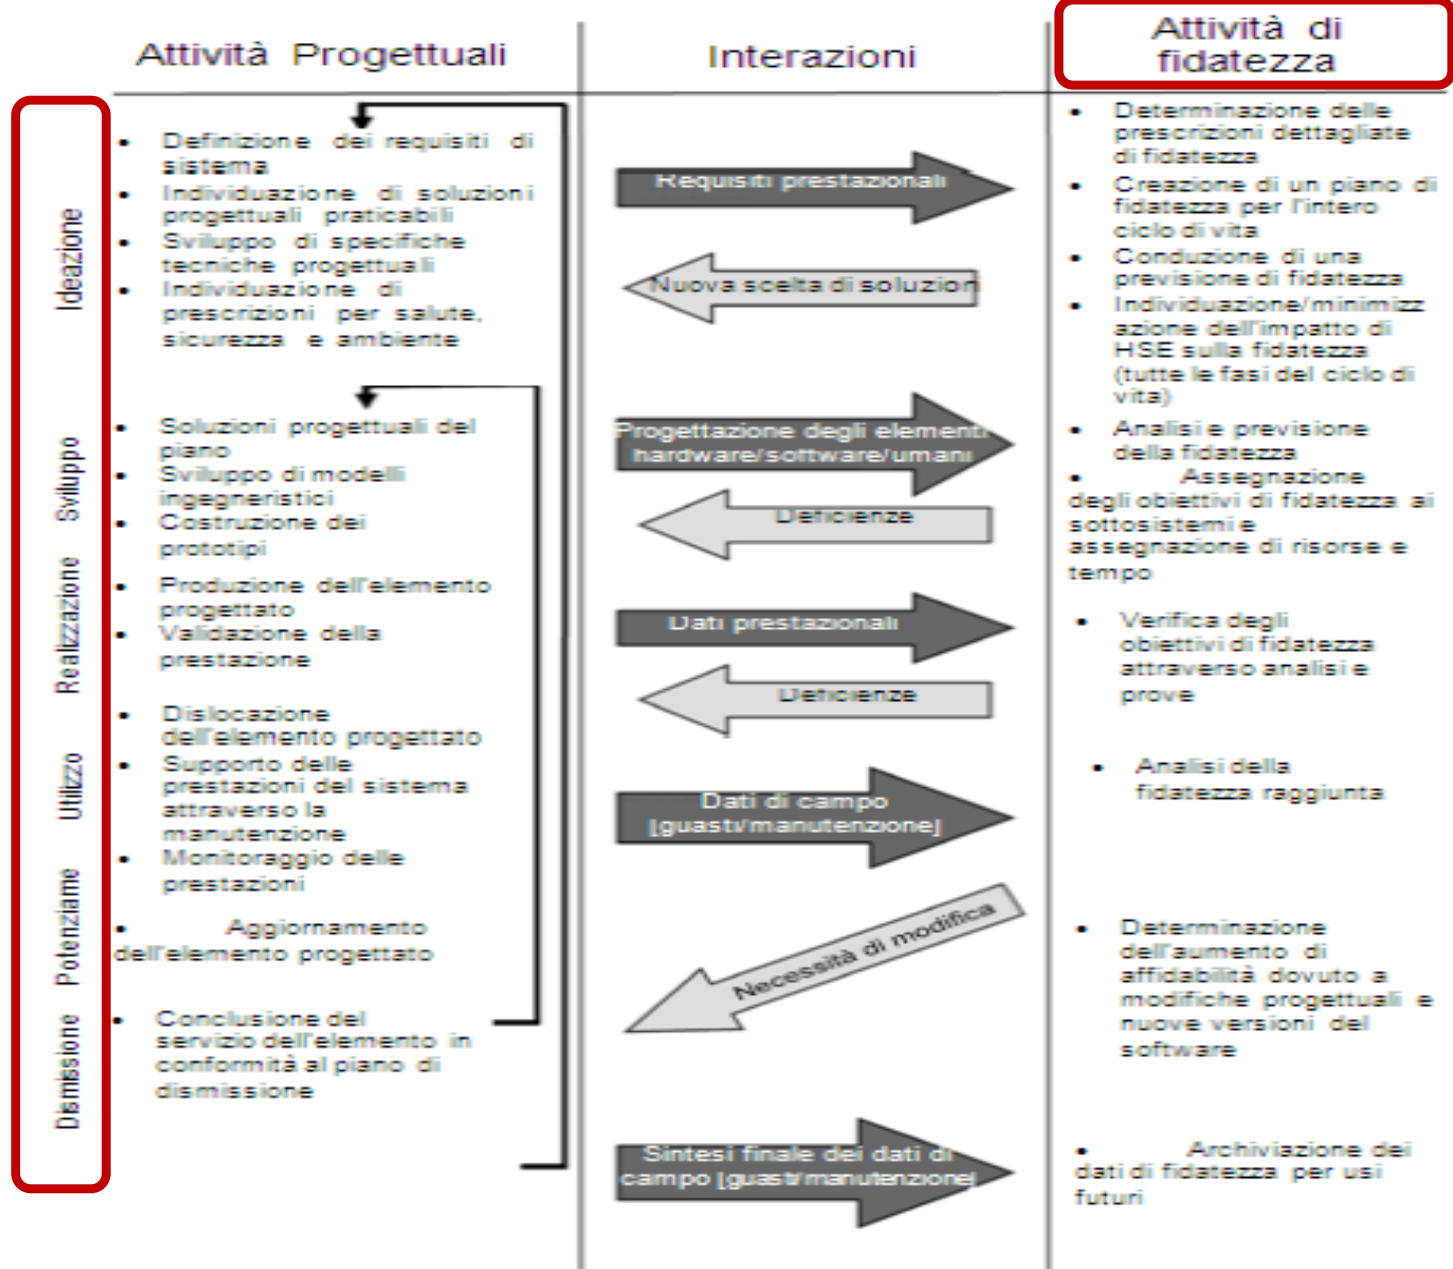 Attività Progettuali
Interazioni
Attività di
fidatezza
Ideazione
• Definizione dei requisiti di
sistema
• Individuazione di soluzioni
progettuali praticabili
• Sviluppo di specifiche
tecniche progettuali
• Individuazione di
prescrizioni per salute,
sicurezza e ambiente
Requisiti prestazionali
Nuova scelta di soluzion
• Determinazione delle
prescrizioni dettagliate
di fidatezza
• Creazione di un piano di
fidatezza per l'intero
ciclo di vita
• Conduzione di una
previsione di fidatezza
• Individuazione/minimizz
azione dell'impatto di
HSE sulla fidatezza
(tutte le fasi del ciclo di
vita)
Sviluppo
• Soluzioni progettuali del
piano
• Sviluppo di modelli
ingegneristici
• Costruzione dei
prototipi
Progettazione degli elementi
hardware/software/umani
Deficienze
• Analisi e previsione
della fidatezza
• Assegnazione
degli obiettivi di fidatezza ai
sottosistemi e
assegnazione di risorse e
tempo
Realizzazione
• Produzione dell'elemento
progettato
• Validazione della
prestazione
Dati prestazionali
Deficienze
• Verifica degli
obiettivi di fidatezza
attraverso analisi e
prove
Utilizzo
• Dislocazione
dell'elemento progettato
• Supporto delle
prestazioni del sistema
attraverso la
manutenzione
• Monitoraggio delle
prestazioni
Dati di campo
[guasti/manutenzione]
• Analisi della
fidatezza raggiunta
Potenziame
• Aggiornamento
dell'elemento progettato
Necessità di modifica
• Determinazione
dell'aumento di
affidabilità dovuto a
modifiche progettuali e
nuove versioni del
software
Dismissione
• Conclusione del
servizio dell'elemento in
conformità al piano di
dismissione
Sintesi finale dei dati di
campo [guasti/manutenzione]
• Archiviazione dei
dati di fidatezza per usi
futuri